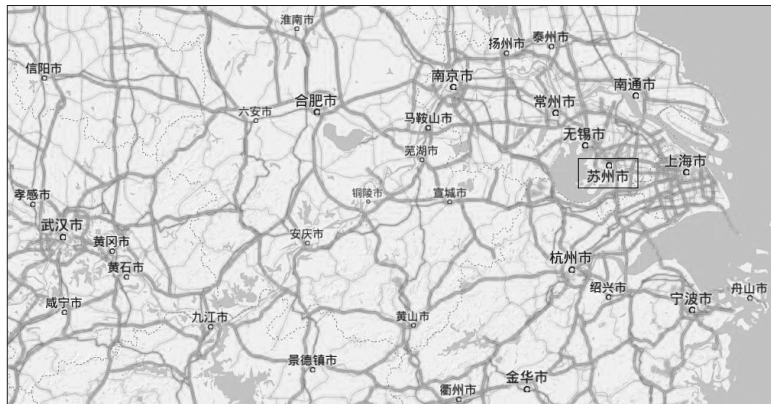 淮南市
扬州市
泰州市
信阳市
南京市
南通市
六安市
合肥市
常州市
马鞍山市
无锡市
芜湖市
上海市
苏州市
孝感市
铜陵市
宣城市
武汉市
黄冈市
安庆市
杭州市
黄石市
绍兴市
舟山市
咸宁市
宁波市
九江市
黄山市
景德镇市
金华市
衢州市